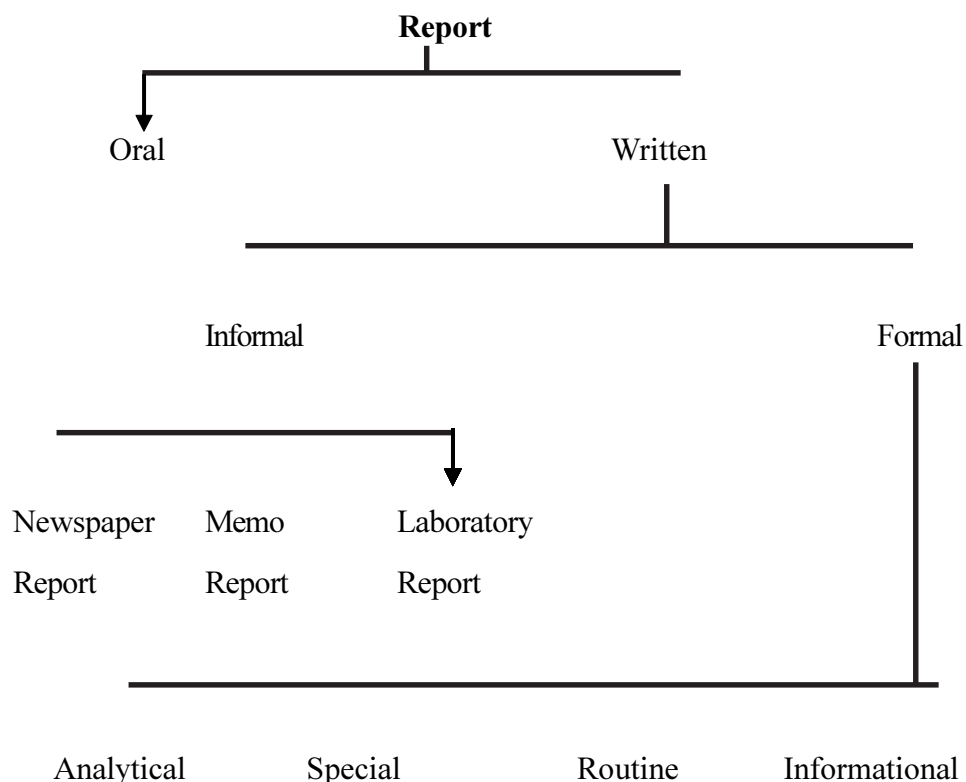 Report
Oral Written
Informal Formal
Newspaper Memo Laboratory
Report Report Report
Analytical Special Routine Informational